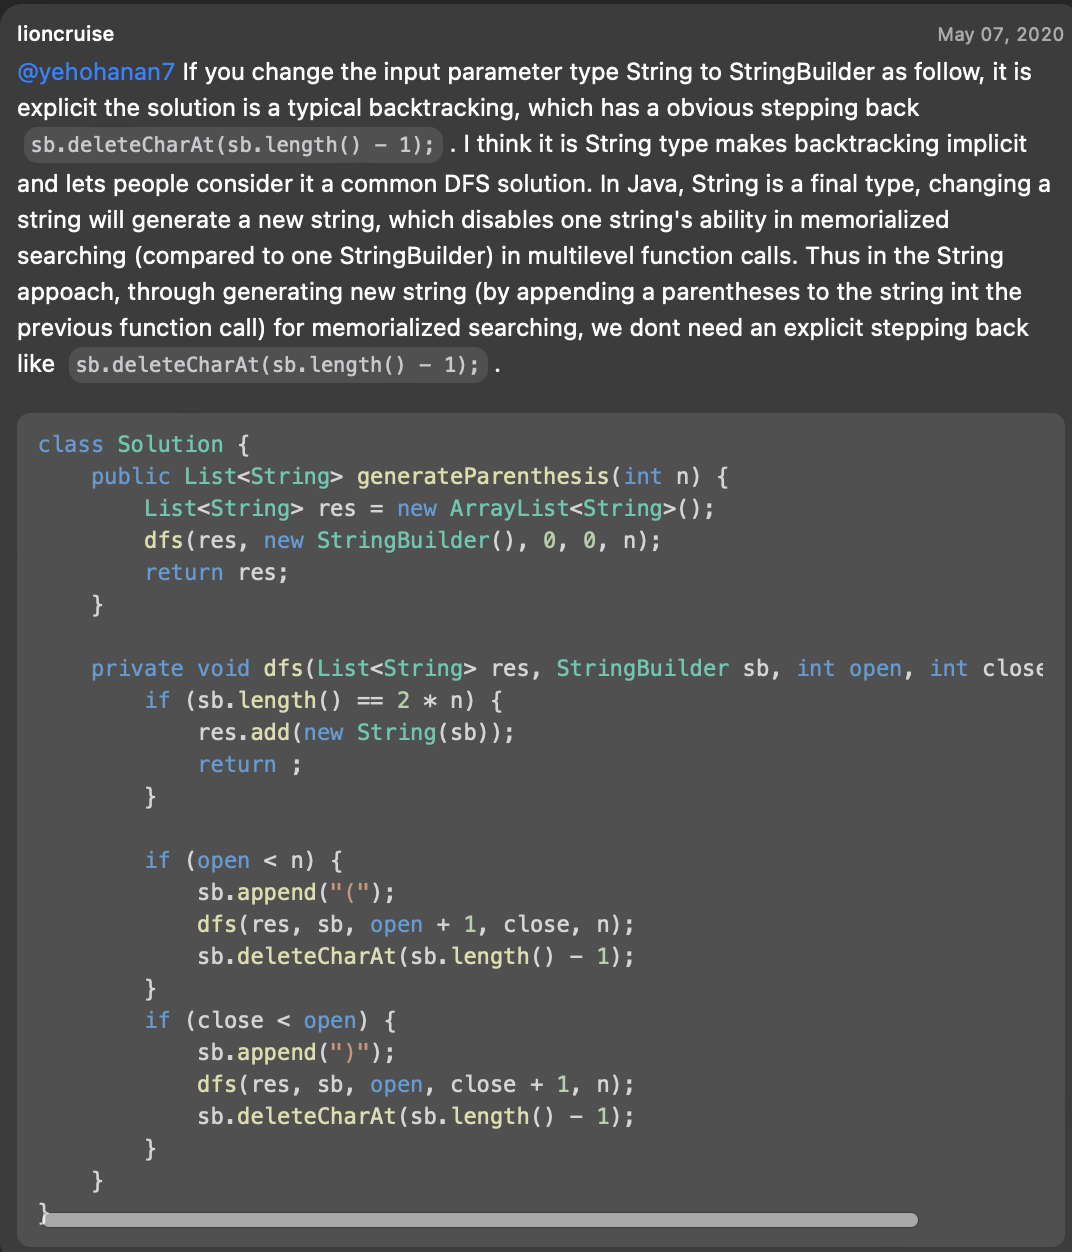 lioncruise May 07, 2020
@yehohanan7 If you change the input parameter type String to StringBuilder as follow, it is
explicit the solution is a typical backtracking, which has a obvious stepping back
sb.deleteCharAt(sb.length() - 1); . I think it is String type makes backtracking implicit
and lets people consider it a common DFS solution. In Java, String is a final type, changing a
string will generate a new string, which disables one string's ability in memorialized
searching (compared to one StringBuilder) in multilevel function calls. Thus in the String
appoach, through generating new string (by appending a parentheses to the string int the
previous function call) for memorialized searching, we dont need an explicit stepping back
like sb.deleteCharAt(sb.length() - 1); .
class Solution {
    public List<String> generateParenthesis(int n) {
        List<String> res = new ArrayList<String>();
        dfs(res, new StringBuilder(), 0, 0, n);
        return res;
    }
    private void dfs(List<String> res, StringBuilder sb, int open, int close
        if (sb.length() == 2 * n) {
            res.add(new String(sb));
            return ;
        }
        if (open < n) {
            sb.append("(");
            dfs(res, sb, open + 1, close, n);
            sb.deleteCharAt(sb.length() - 1);
        }
        if (close < open) {
            sb.append(")");
            dfs(res, sb, open, close + 1, n);
            sb.deleteCharAt(sb.length() - 1);
        }
    }
}